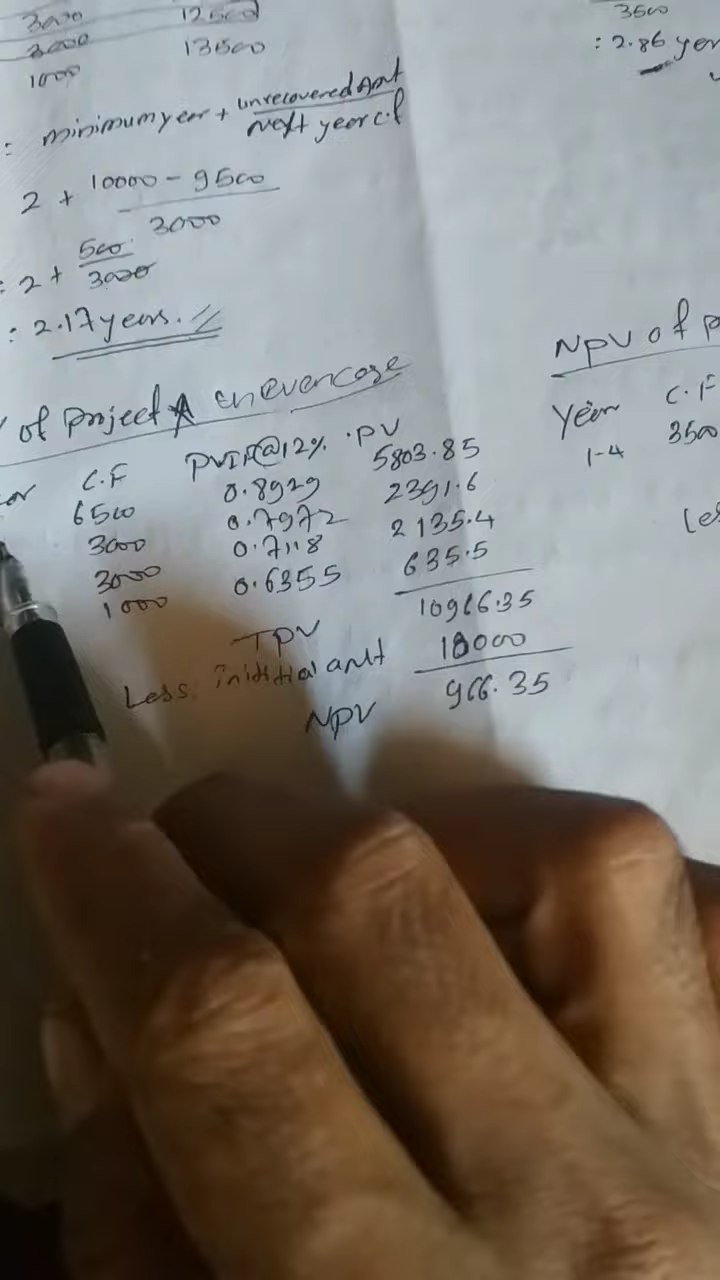 3000 12500
3000 13500
1000
: minimum year + unrecovered Amt
Next year c.f
2 + 10000 - 9500
3000
: 2 + 500
3000
: 2.17 years. //
of project A unevencase
C.F PVIF@12% .PV
6500 0.8929 5803.85
3000 0.7972 2391.6
3000 0.7118 2135.4
1000 0.6355 635.5
TPV 10966.35
Less: initial amt 10000
NPV 966.35
3500
: 2.86 year
NPV of p
Year C.F
1-4 3500
Les